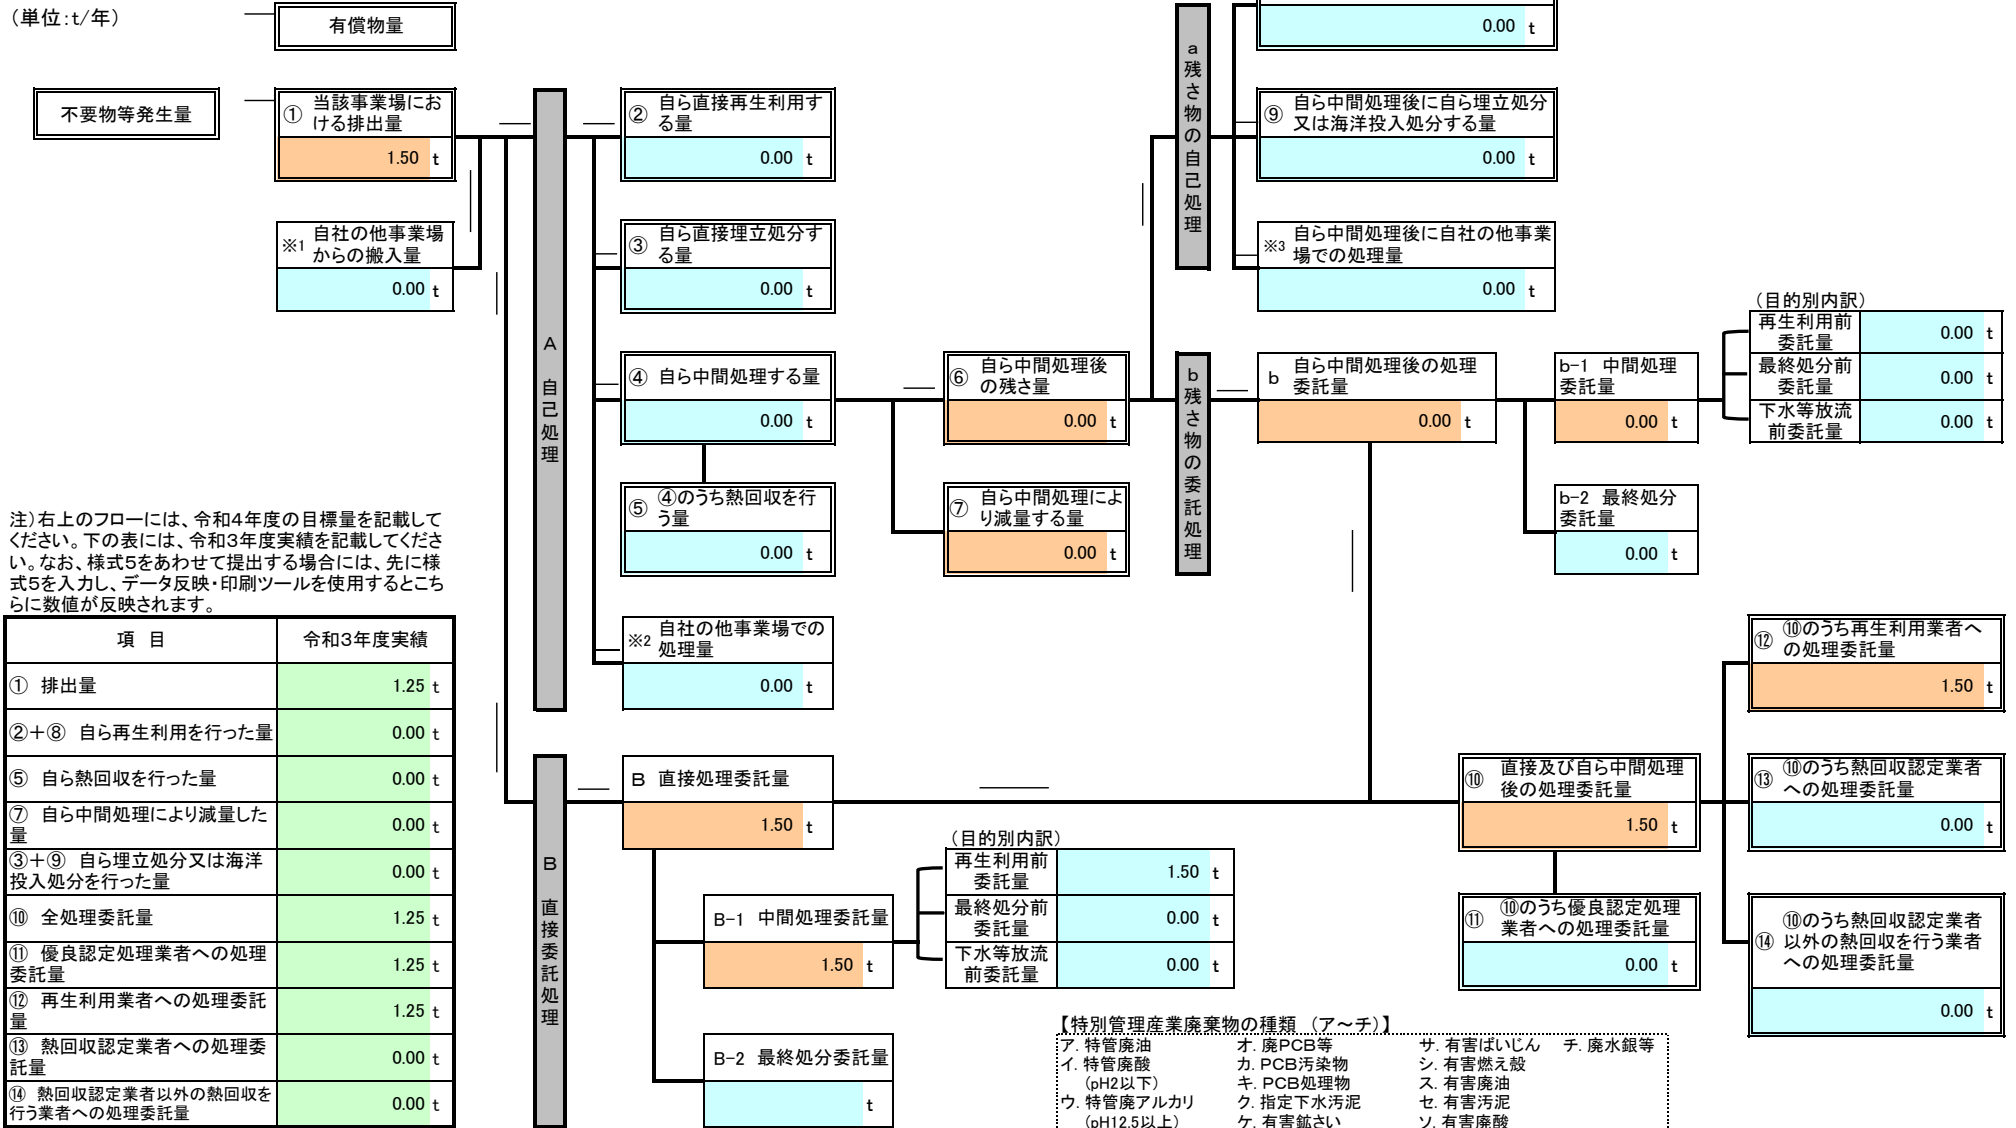 （単位：t/年）
有償物量
不要物等発生量
① 当該事業場にお
ける排出量
1.50 t
※1 自社の他事業場
からの搬入量
0.00 t
A 自己処理
② 自ら直接再生利用す
る量
0.00 t
③ 自ら直接埋立処分す
る量
0.00 t
④ 自ら中間処理する量
0.00 t
⑤ ④のうち熱回収を行
う量
0.00 t
※2 自社の他事業場での
処理量
0.00 t
⑥ 自ら中間処理後
の残さ量
0.00 t
⑦ 自ら中間処理によ
り減量する量
0.00 t
a 残さ物の自己処理
0.00 t
⑨ 自ら中間処理後に自ら埋立処分
又は海洋投入処分する量
0.00 t
※3 自ら中間処理後に自社の他事業
場での処理量
0.00 t
b 残さ物の委託処理
b 自ら中間処理後の処理
委託量
0.00 t
b-1 中間処理
委託量
0.00 t
b-2 最終処分
委託量
0.00 t
（目的別内訳）
再生利用前
委託量 0.00 t
最終処分前
委託量 0.00 t
下水等放流
前委託量 0.00 t
注）右上のフローには、令和４年度の目標量を記載して
ください。下の表には、令和３年度実績を記載してくださ
い。なお、様式５をあわせて提出する場合には、先に様
式５を入力し、データ反映・印刷ツールを使用するとこち
らに数値が反映されます。
項 目 令和３年度実績
① 排出量 1.25 t
②＋⑧ 自ら再生利用を行った量 0.00 t
⑤ 自ら熱回収を行った量 0.00 t
⑦ 自ら中間処理により減量した
量 0.00 t
③＋⑨ 自ら埋立処分又は海洋
投入処分を行った量 0.00 t
⑩ 全処理委託量 1.25 t
⑪ 優良認定処理業者への処理
委託量 1.25 t
⑫ 再生利用業者への処理委託
量 1.25 t
⑬ 熱回収認定業者への処理委
託量 0.00 t
⑭ 熱回収認定業者以外の熱回収を
行う業者への処理委託量 0.00 t
B 直接委託処理
B 直接処理委託量
1.50 t
B-1 中間処理委託量
1.50 t
B-2 最終処分委託量
t
（目的別内訳）
再生利用前
委託量 1.50 t
最終処分前
委託量 0.00 t
下水等放流
前委託量 0.00 t
⑩ 直接及び自ら中間処理
後の処理委託量
1.50 t
⑪ ⑩のうち優良認定処理
業者への処理委託量
0.00 t
⑫ ⑩のうち再生利用業者へ
の処理委託量
1.50 t
⑬ ⑩のうち熱回収認定業者
への処理委託量
0.00 t
⑭ ⑩のうち熱回収認定業者
以外の熱回収を行う業者
への処理委託量
0.00 t
【特別管理産業廃棄物の種類 （ア～チ）】
ア. 特管廃油 オ. 廃PCB等 サ. 有害ばいじん チ. 廃水銀等
イ. 特管廃酸 カ. PCB汚染物 シ. 有害燃え殻
（pH2以下） キ. PCB処理物 ス. 有害廃油
ウ. 特管廃アルカリ ク. 指定下水汚泥 セ. 有害汚泥
（pH12.5以上） ケ. 有害鉱さい ソ. 有害廃酸